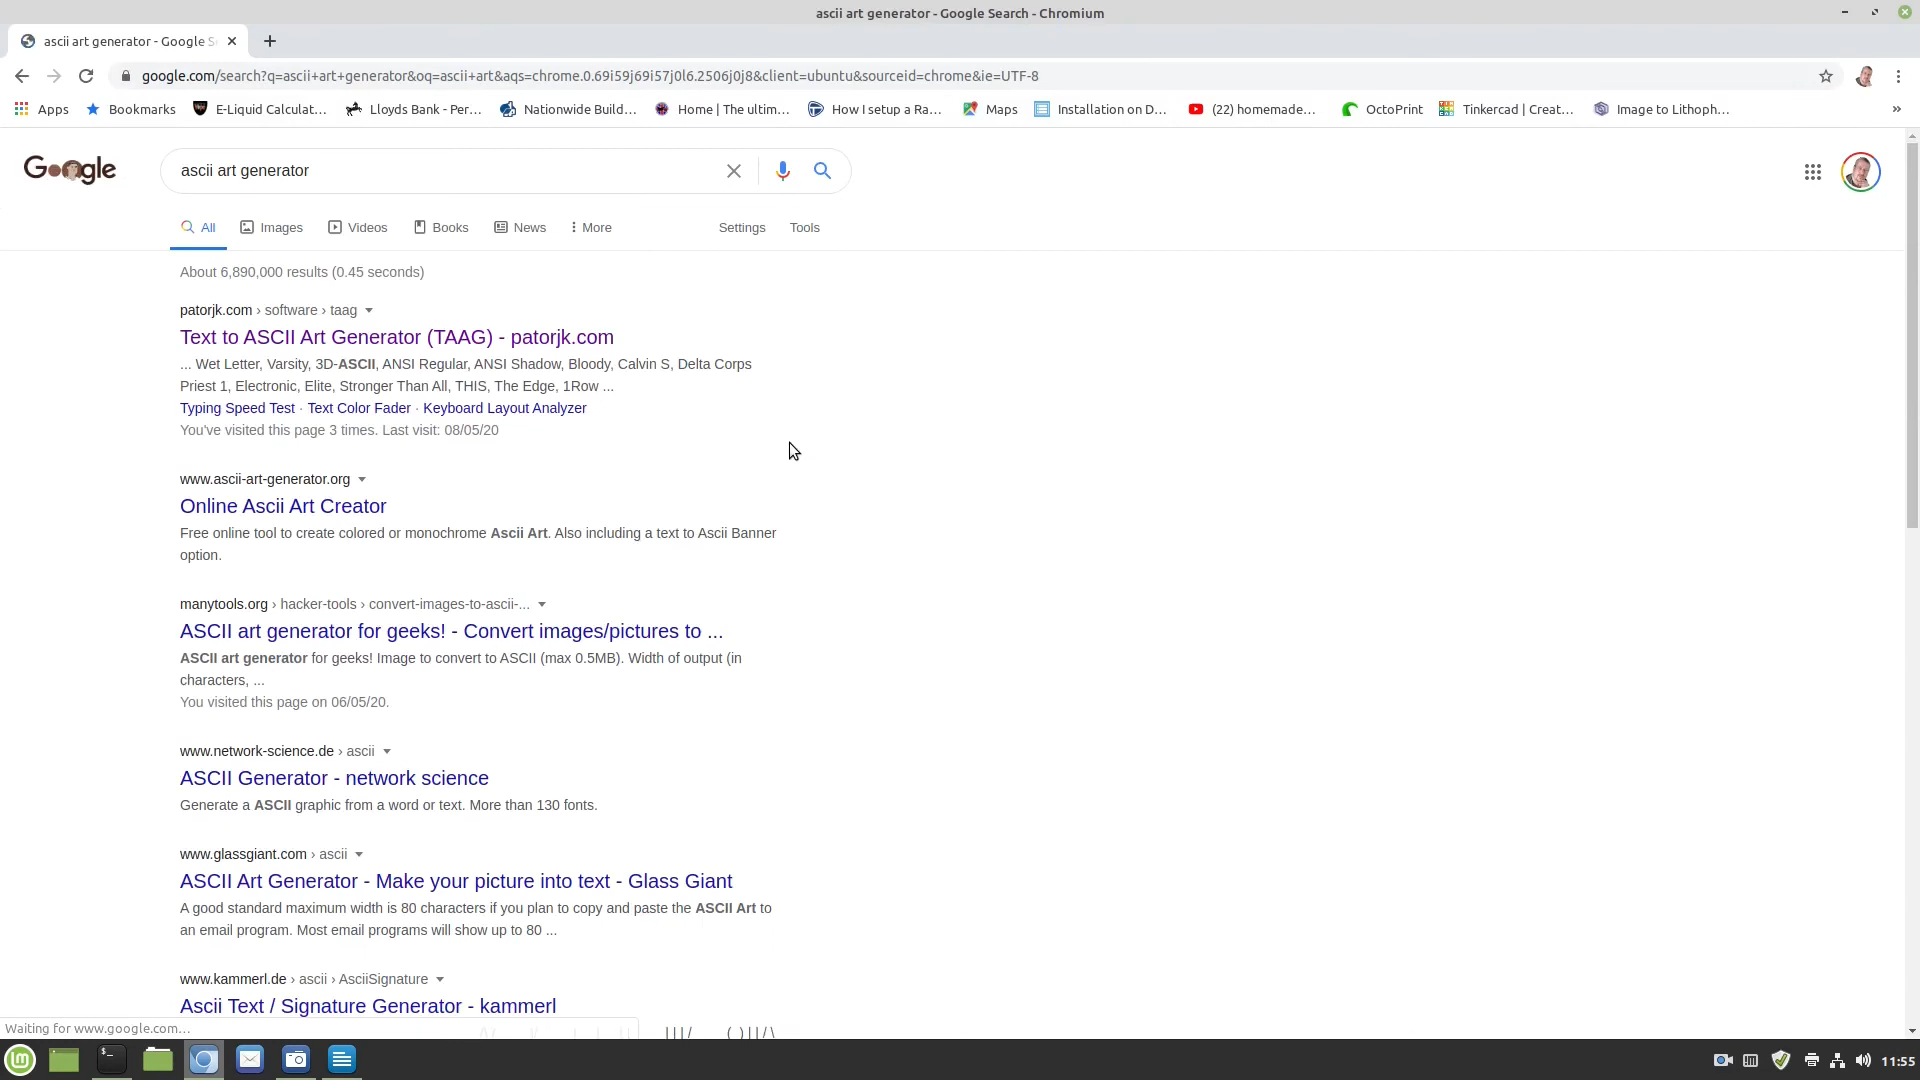 ascii art generator - Google Search - Chromium
ascii art generator - Google S
google.com/search?q=ascii+art+generator&oq=ascii+art&aqs=chrome.0.69i59j69i57j0l6.2506j0j8&client=ubuntu&sourceid=chrome&ie=UTF-8
Apps Bookmarks E-Liquid Calculat... Lloyds Bank - Per... Nationwide Build... Home | The ultim... How I setup a Ra... Maps Installation on D... (22) homemade... OctoPrint Tinkercad | Creat... Image to Lithoph... »
Google
ascii art generator
All Images Videos Books News More Settings Tools
About 6,890,000 results (0.45 seconds)
patorjk.com › software › taag
Text to ASCII Art Generator (TAAG) - patorjk.com
... Wet Letter, Varsity, 3D-ASCII, ANSI Regular, ANSI Shadow, Bloody, Calvin S, Delta Corps
Priest 1, Electronic, Elite, Stronger Than All, THIS, The Edge, 1Row ...
Typing Speed Test · Text Color Fader · Keyboard Layout Analyzer
You've visited this page 3 times. Last visit: 08/05/20
www.ascii-art-generator.org
Online Ascii Art Creator
Free online tool to create colored or monochrome Ascii Art. Also including a text to Ascii Banner
option.
manytools.org › hacker-tools › convert-images-to-ascii-...
ASCII art generator for geeks! - Convert images/pictures to ...
ASCII art generator for geeks! Image to convert to ASCII (max 0.5MB). Width of output (in
characters, ...
You visited this page on 06/05/20.
www.network-science.de › ascii
ASCII Generator - network science
Generate a ASCII graphic from a word or text. More than 130 fonts.
www.glassgiant.com › ascii
ASCII Art Generator - Make your picture into text - Glass Giant
A good standard maximum width is 80 characters if you plan to copy and paste the ASCII Art to
an email program. Most email programs will show up to 80 ...
www.kammerl.de › ascii › AsciiSignature
Ascii Text / Signature Generator - kammerl
Waiting for www.google.com...
11:55